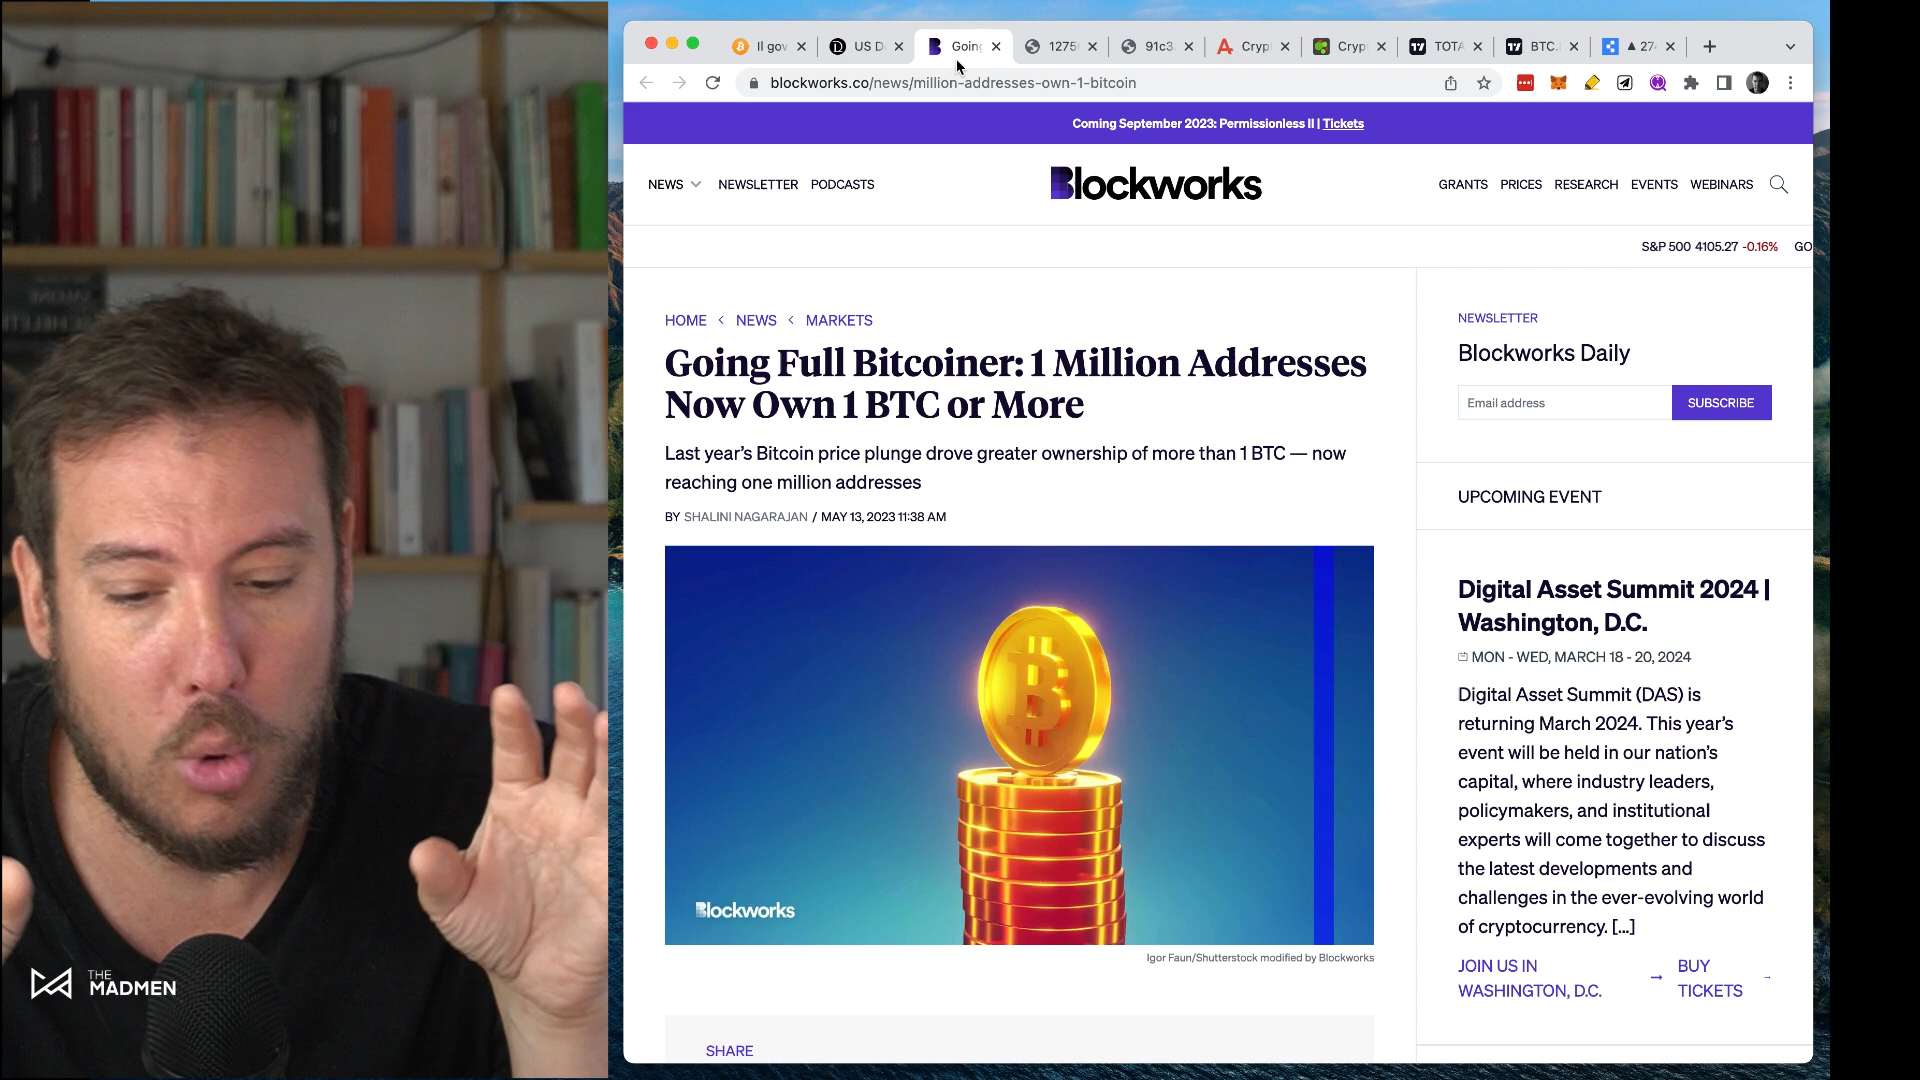 Il gov
US D
Going
1275
91c3
Crypt
Crypt
TOTA
BTC.
▲ 27
blockworks.co/news/million-addresses-own-1-bitcoin
Coming September 2023: Permissionless II | Tickets
NEWS NEWSLETTER PODCASTS
Blockworks
GRANTS PRICES RESEARCH EVENTS WEBINARS
S&P 500 4105.27 -0.16% GO
HOME < NEWS < MARKETS
Going Full Bitcoiner: 1 Million Addresses
Now Own 1 BTC or More
Last year’s Bitcoin price plunge drove greater ownership of more than 1 BTC — now
reaching one million addresses
BY SHALINI NAGARAJAN / MAY 13, 2023 11:38 AM
Blockworks
Igor Faun/Shutterstock modified by Blockworks
SHARE
NEWSLETTER
Blockworks Daily
Email address
SUBSCRIBE
UPCOMING EVENT
Digital Asset Summit 2024 |
Washington, D.C.
MON - WED, MARCH 18 - 20, 2024
Digital Asset Summit (DAS) is
returning March 2024. This year’s
event will be held in our nation’s
capital, where industry leaders,
policymakers, and institutional
experts will come together to discuss
the latest developments and
challenges in the ever-evolving world
of cryptocurrency. [...]
JOIN US IN
WASHINGTON, D.C. →
BUY
TICKETS →
THE
MADMEN